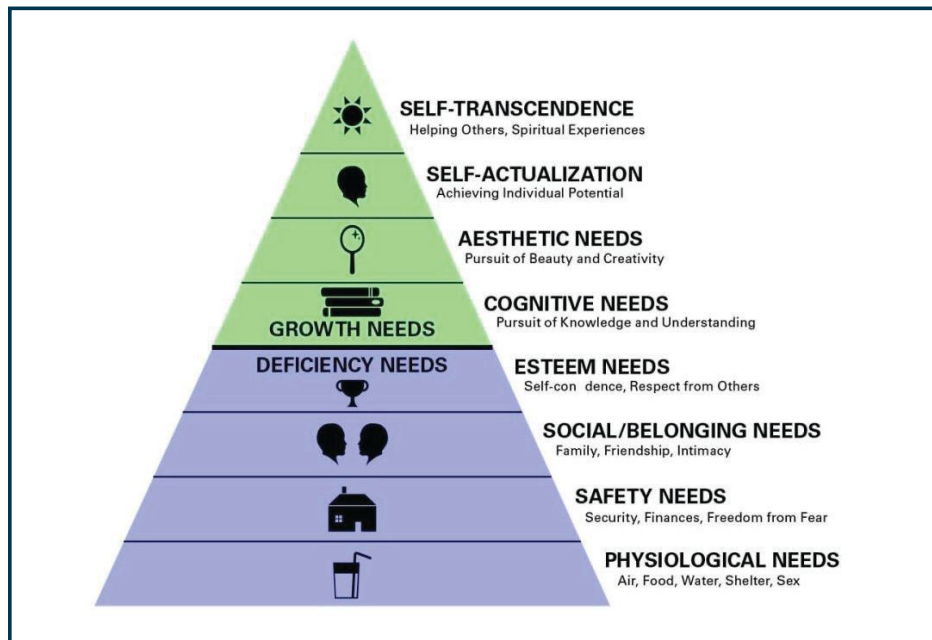 SELF-TRANSCENDENCE
Helping Others, Spiritual Experiences
SELF-ACTUALIZATION
Achieving Individual Potential
AESTHETIC NEEDS
Pursuit of Beauty and Creativity
COGNITIVE NEEDS
Pursuit of Knowledge and Understanding
GROWTH NEEDS
DEFICIENCY NEEDS
ESTEEM NEEDS
Self-con dence, Respect from Others
SOCIAL/BELONGING NEEDS
Family, Friendship, Intimacy
SAFETY NEEDS
Security, Finances, Freedom from Fear
PHYSIOLOGICAL NEEDS
Air, Food, Water, Shelter, Sex